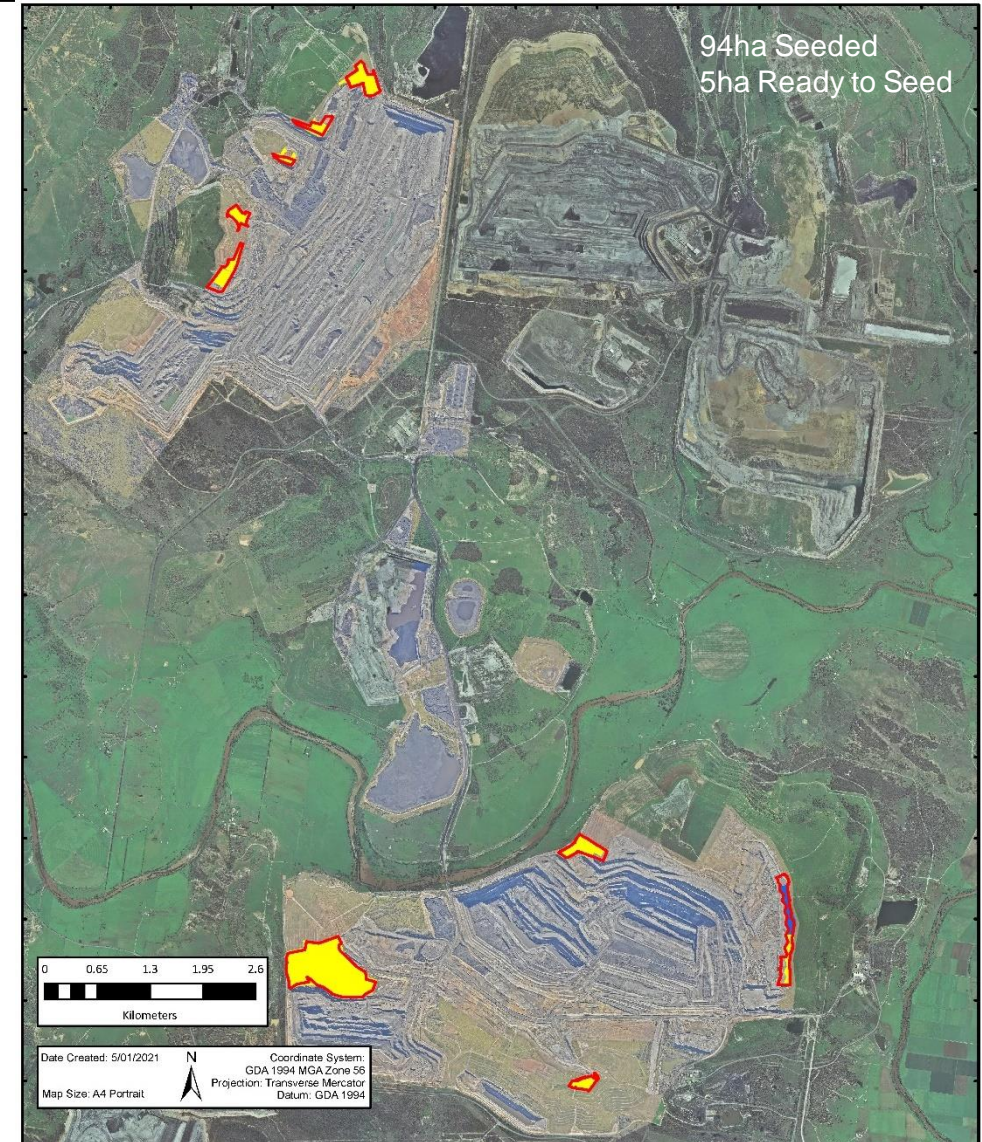 94ha Seeded
5ha Ready to Seed
0 0.65 1.3 1.95 2.6
Kilometers
Date Created: 5/01/2021
Map Size: A4 Portrait
N
Coordinate System:
GDA 1994 MGA Zone 56
Projection: Transverse Mercator
Datum: GDA 1994